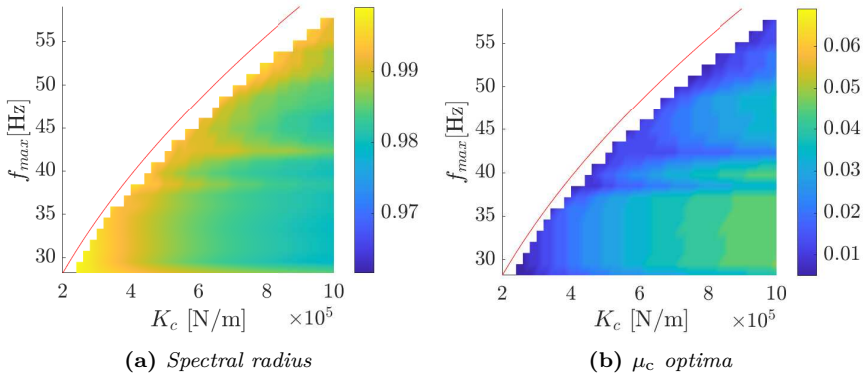 55
50
45
40
35
30
f_max[Hz]
2 4 6 8 10
K_c [N/m] ×10^5
0.99
0.98
0.97
(a) Spectral radius
55
50
45
40
35
30
f_max[Hz]
2 4 6 8 10
K_c [N/m] ×10^5
0.06
0.05
0.04
0.03
0.02
0.01
(b) μ_c optima